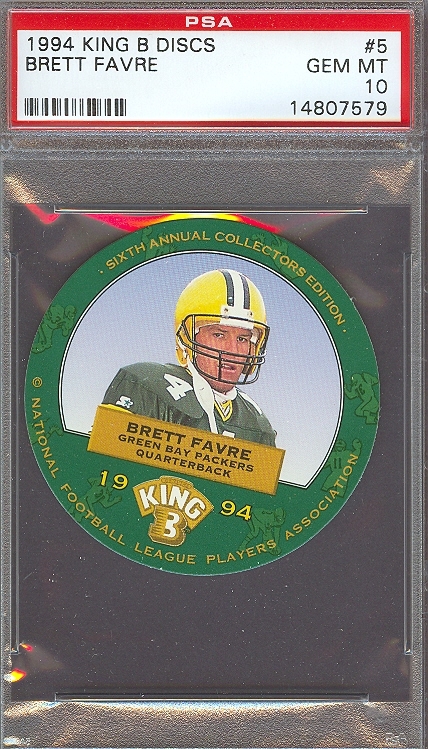 PSA
1994 KING B DISCS #5
BRETT FAVRE GEM MT
10
14807579
· SIXTH ANNUAL COLLECTORS EDITION ·
4
BRETT FAVRE
GREEN BAY PACKERS
QUARTERBACK
19 94
KING
B
© NATIONAL FOOTBALL LEAGUE PLAYERS ASSOCIATION